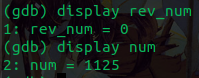 (gdb) display rev_num
1: rev_num = 0
(gdb) display num
2: num = 1125